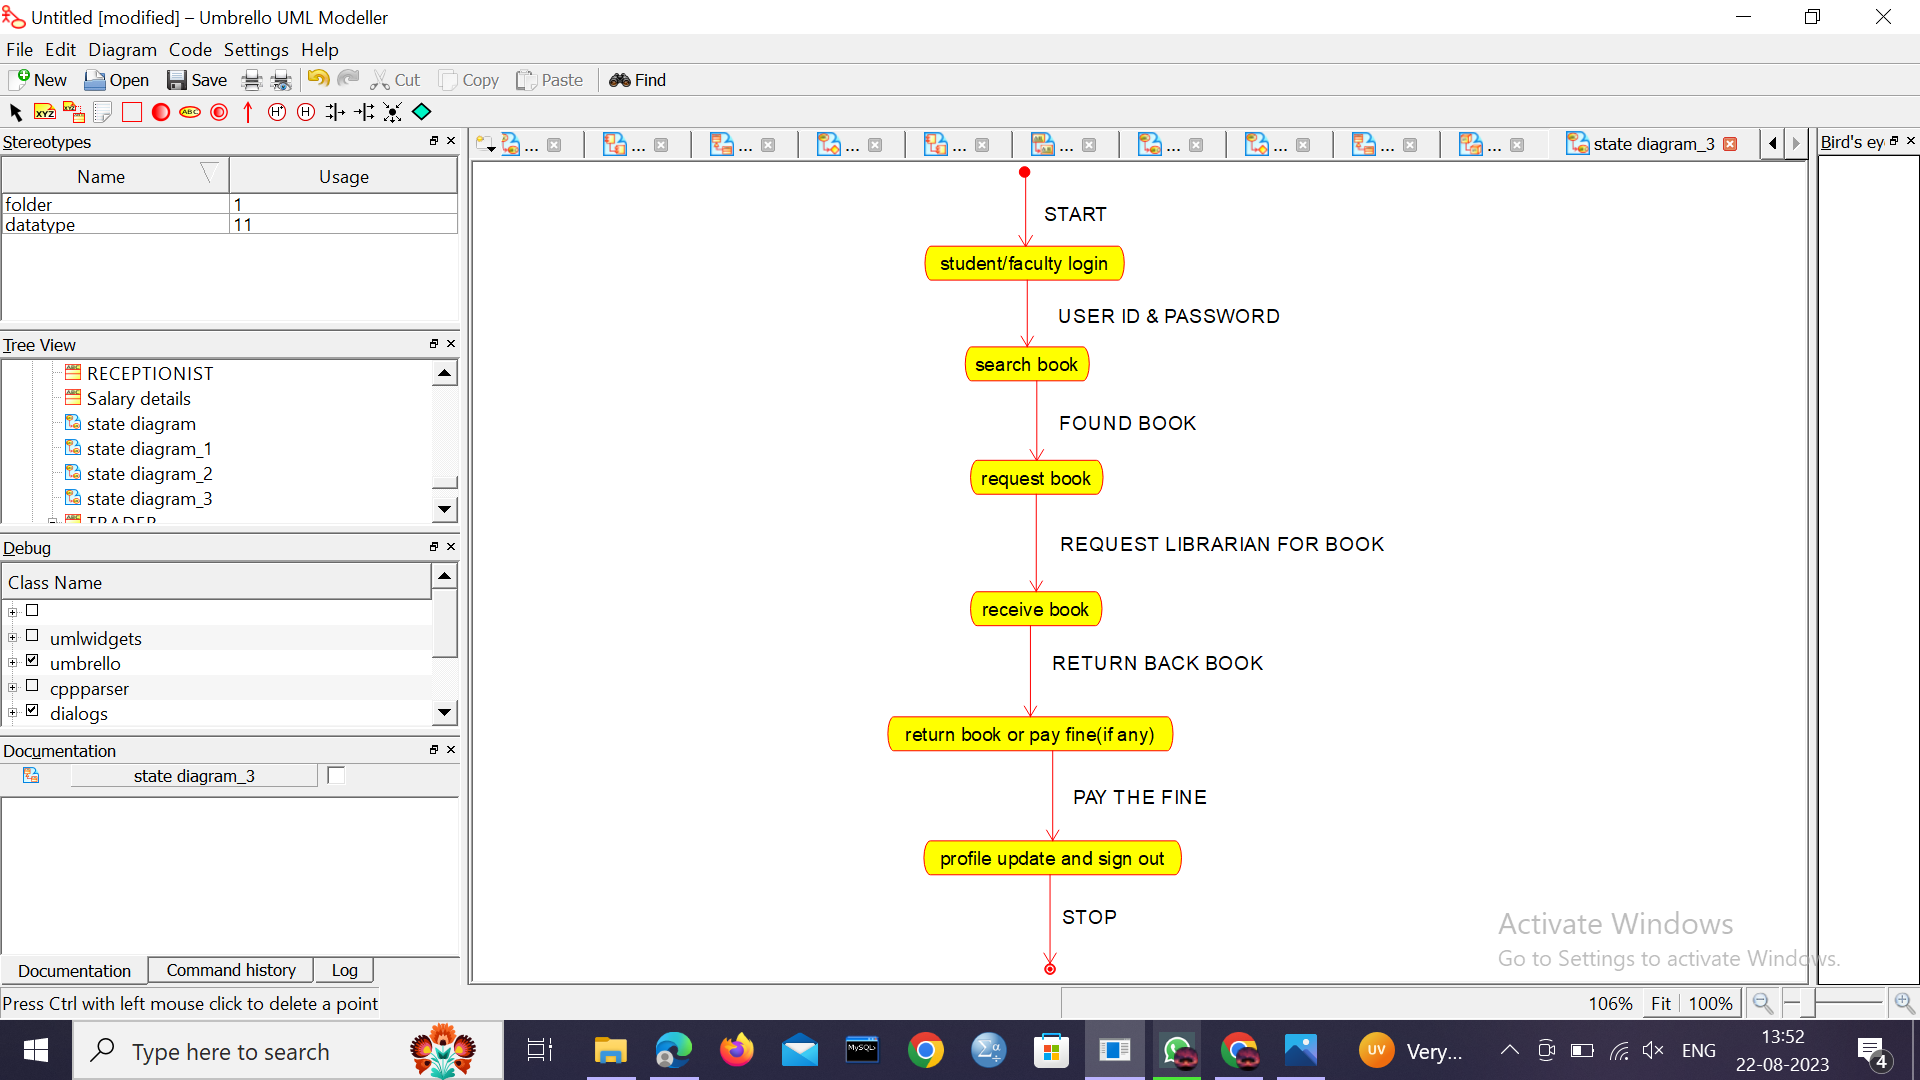 Untitled [modified] – Umbrello UML Modeller
File Edit Diagram Code Settings Help
New Open Save Cut Copy Paste Find
XYZ XYZ ABC H* H
Stereotypes
Name Usage
folder 1
datatype 11
Tree View
RECEPTIONIST
Salary details
state diagram
state diagram_1
state diagram_2
state diagram_3
TRADER
Debug
Class Name
umlwidgets
umbrello
cppparser
dialogs
Documentation
state diagram_3
Documentation Command history Log
Press Ctrl with left mouse click to delete a point
... ... ... ... ... ... ... ... ... ... state diagram_3
Bird's ey
START
student/faculty login
USER ID & PASSWORD
search book
FOUND BOOK
request book
REQUEST LIBRARIAN FOR BOOK
receive book
RETURN BACK BOOK
return book or pay fine(if any)
PAY THE FINE
profile update and sign out
STOP
Activate Windows
Go to Settings to activate Windows.
106% Fit 100%
Type here to search
MySQL
UV Very...
ENG
13:52
22-08-2023
4